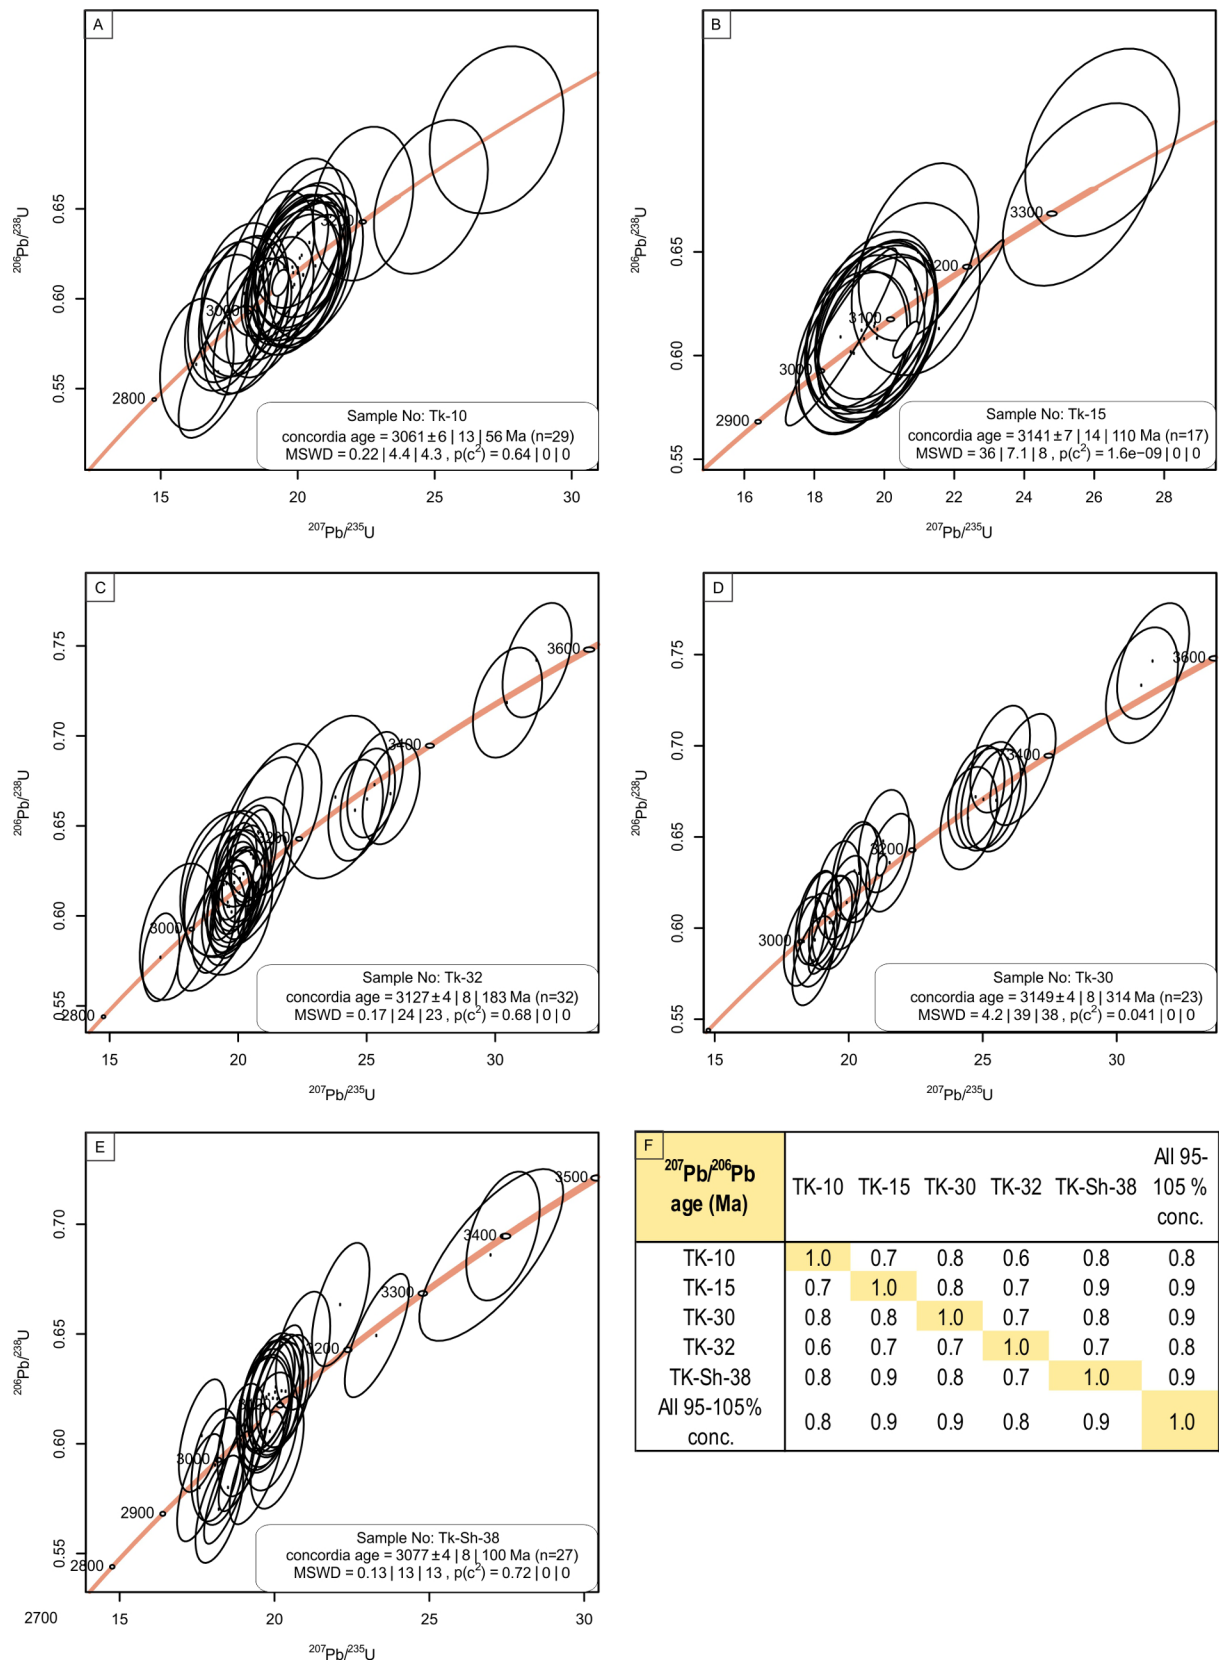 A
²⁰⁶Pb/²³⁸U
0.65
0.60
0.55
2800
Sample No: Tk-10
concordia age = 3061 ± 6 | 13 | 56 Ma (n=29)
MSWD = 0.22 | 4.4 | 4.3 , p(c²) = 0.64 | 0 | 0
15 20 25 30
²⁰⁷Pb/²³⁵U
B
²⁰⁶Pb/²³⁸U
0.65
0.60
0.55
3300
3100
3000
2900
Sample No: Tk-15
concordia age = 3141 ± 7 | 14 | 110 Ma (n=17)
MSWD = 36 | 7.1 | 8 , p(c²) = 1.6e−09 | 0 | 0
16 18 20 22 24 26 28
²⁰⁷Pb/²³⁵U
C
²⁰⁶Pb/²³⁸U
0.75
0.70
0.65
0.60
0.55
3600
3400
3200
3000
2800
Sample No: Tk-32
concordia age = 3127 ± 4 | 8 | 183 Ma (n=32)
MSWD = 0.17 | 24 | 23 , p(c²) = 0.68 | 0 | 0
15 20 25 30
²⁰⁷Pb/²³⁵U
D
²⁰⁶Pb/²³⁸U
0.75
0.70
0.65
0.60
0.55
3600
3400
3200
3000
Sample No: Tk-30
concordia age = 3149 ± 4 | 8 | 314 Ma (n=23)
MSWD = 4.2 | 39 | 38 , p(c²) = 0.041 | 0 | 0
15 20 25 30
²⁰⁷Pb/²³⁵U
E
²⁰⁶Pb/²³⁸U
0.70
0.65
0.60
0.55
3500
3400
3300
3200
3000
2900
2800
2700
Sample No: Tk-Sh-38
concordia age = 3077 ± 4 | 8 | 100 Ma (n=27)
MSWD = 0.13 | 13 | 13 , p(c²) = 0.72 | 0 | 0
15 20 25 30
²⁰⁷Pb/²³⁵U
F
²⁰⁷Pb/²⁰⁶Pb
age (Ma)
TK-10 TK-15 TK-30 TK-32 TK-Sh-38
All 95-
105 %
conc.
TK-10 1.0 0.7 0.8 0.6 0.8 0.8
TK-15 0.7 1.0 0.8 0.7 0.9 0.9
TK-30 0.8 0.8 1.0 0.7 0.8 0.9
TK-32 0.6 0.7 0.7 1.0 0.7 0.8
TK-Sh-38 0.8 0.9 0.8 0.7 1.0 0.9
All 95-105%
conc.
0.8 0.9 0.9 0.8 0.9 1.0